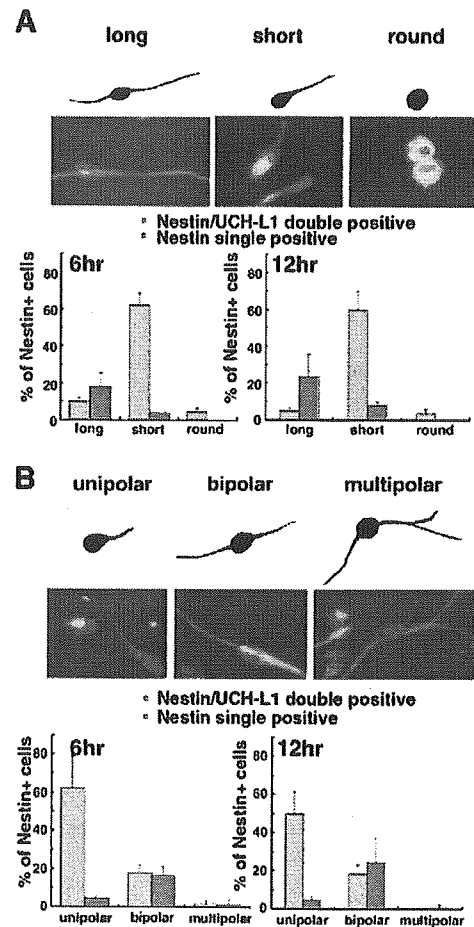 A
long short round
Nestin/UCH-L1 double positive
Nestin single positive
6hr 12hr
% of Nestin+ cells
80
60
40
20
long short round
% of Nestin+ cells
80
60
40
20
long short round
B
unipolar bipolar multipolar
Nestin/UCH-L1 double positive
Nestin single positive
6hr 12hr
% of Nestin+ cells
80
60
40
20
0
unipolar bipolar multipolar
% of Nestin+ cells
80
60
40
20
unipolar bipolar multipolar